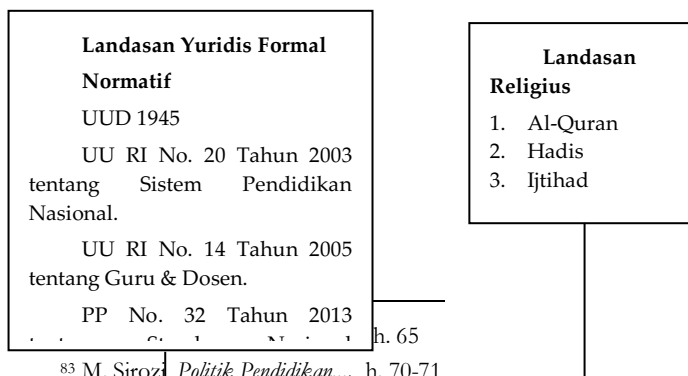 Landasan Yuridis Formal
Normatif
UUD 1945
UU RI No. 20 Tahun 2003
tentang Sistem Pendidikan
Nasional.
UU RI No. 14 Tahun 2005
tentang Guru & Dosen.
PP No. 32 Tahun 2013
Landasan
Religius
1. Al-Quran
2. Hadis
3. Ijtihad
h. 65
83 M. Sirozi Politik Pendidikan..., h. 70-71